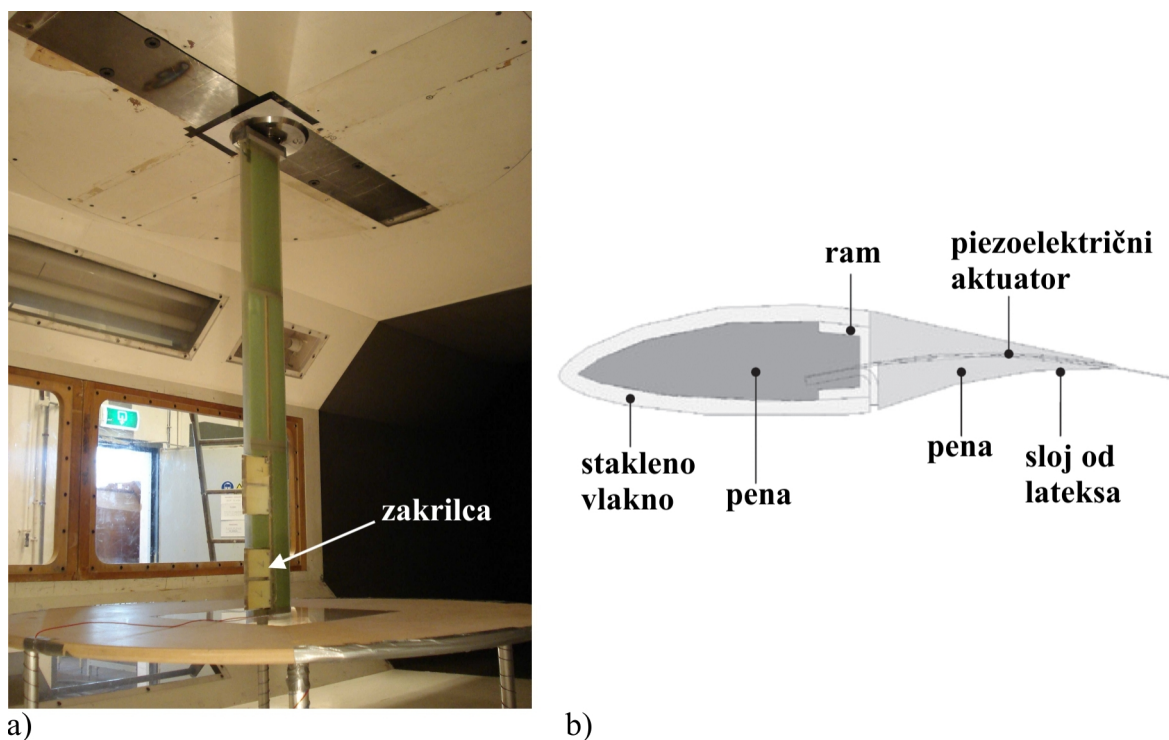 zakrilca
a)
ram
piezoelektrični
aktuator
stakleno
vlakno
pena
pena
sloj od
lateksa
b)